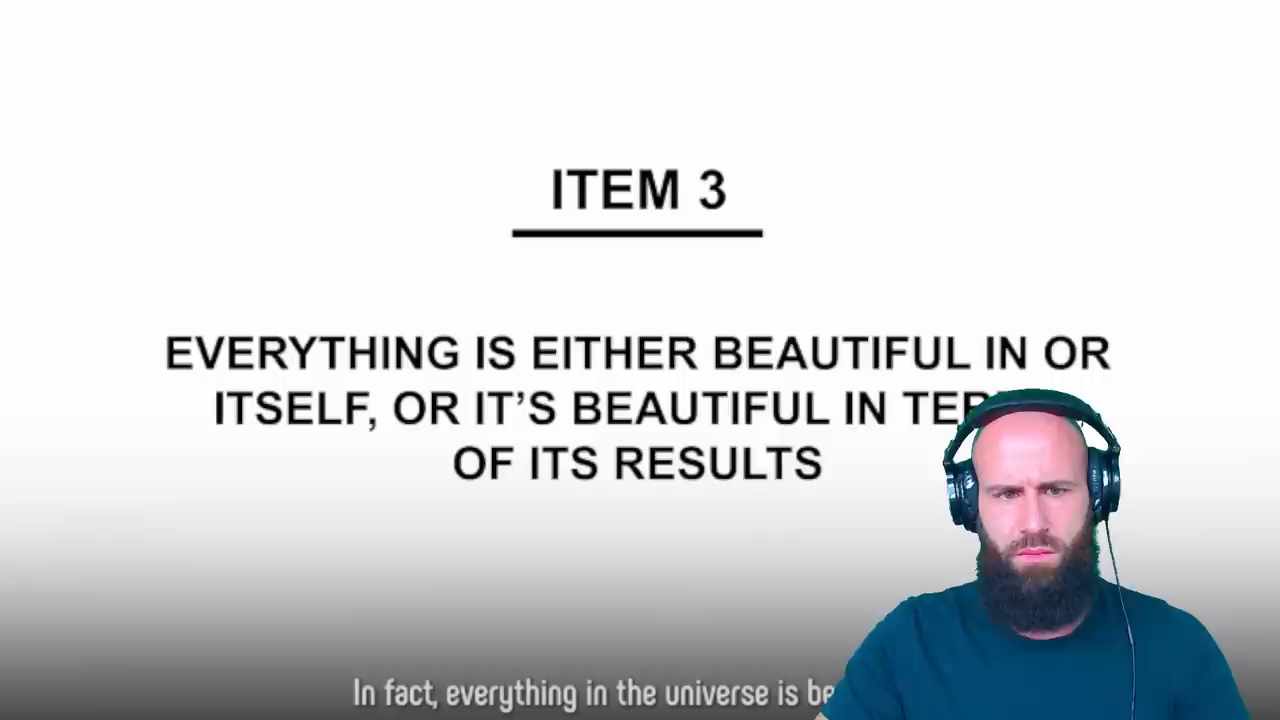 ITEM 3
EVERYTHING IS EITHER BEAUTIFUL IN OR
ITSELF, OR IT'S BEAUTIFUL IN
OF ITS RESULTS
In fact, everything in the universe is